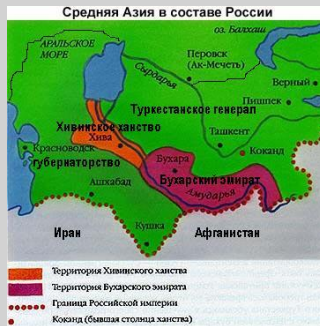 Средняя Азия в составе России
оз. Балхаш
АРАЛЬСКОЕ
МОРЕ
Перовск
(Ак-Мечеть)
Сырдарья
Верный
Пишпек
Туркестанское генерал
Хивинское ханство
Ташкент
Хива
Красноводск
Коканд
губернаторство
Бухара
Бухарский эмират
Ашхабад
Амударья
Кушка
Иран
Афганистан
Территория Хивинского ханства
Территория Бухарского эмирата
Граница Российской империи
Коканд (бывшая столица ханства)